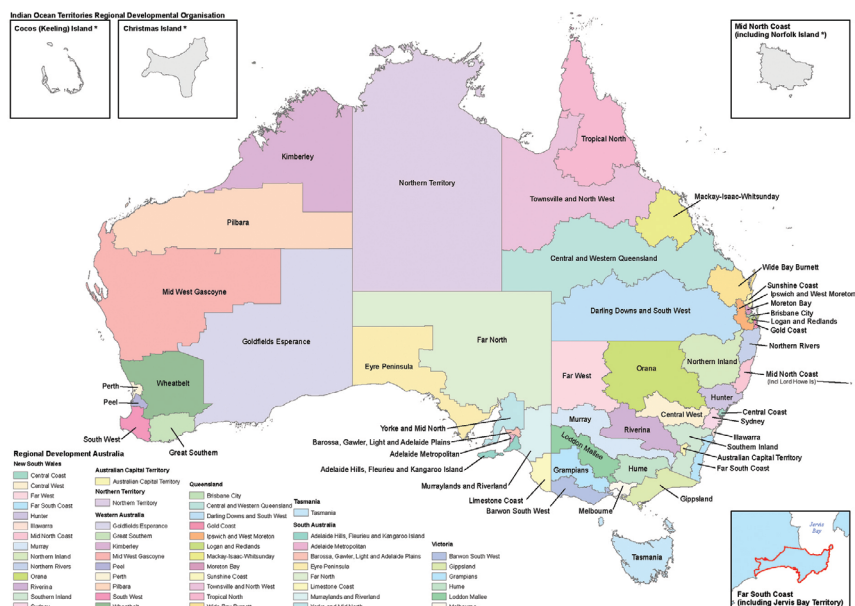 Indian Ocean Territories Regional Developmental Organisation
Cocos (Keeling) Island *
Christmas Island *
Mid North Coast
(including Norfolk Island *)
Tropical North
Kimberley
Northern Territory
Townsville and North West
Mackay-Isaac-Whitsunday
Pilbara
Central and Western Queensland
Wide Bay Burnett
Sunshine Coast
Ipswich and West Moreton
Moreton Bay
Brisbane City
Logan and Redlands
Gold Coast
Mid West Gascoyne
Darling Downs and South West
Goldfields Esperance
Far North
Northern Rivers
Eyre Peninsula
Northern Inland
Orana
Far West
Mid North Coast
(incl Lord Howe Is)
Wheatbelt
Perth
Peel
Hunter
Central West
Central Coast
Sydney
Murray
Riverina
Yorke and Mid North
Barossa, Gawler, Light and Adelaide Plains
Adelaide Metropolitan
Adelaide Hills, Fleurieu and Kangaroo Island
South West
Great Southern
Illawarra
Southern Inland
Australian Capital Territory
Far South Coast
Loddon Mallee
Grampians
Hume
Murraylands and Riverland
Limestone Coast
Barwon South West
Melbourne
Gippsland
Tasmania
Jervis
Bay
Far South Coast
(including Jervis Bay Territory)
Regional Development Australia
New South Wales
Central Coast
Central West
Far West
Far South Coast
Hunter
Illawarra
Mid North Coast
Murray
Northern Inland
Northern Rivers
Orana
Riverina
Southern Inland
Australian Capital Territory
Australian Capital Territory
Northern Territory
Northern Territory
Western Australia
Goldfields Esperance
Great Southern
Kimberley
Mid West Gascoyne
Peel
Perth
Pilbara
South West
Wheatbelt
Queensland
Brisbane City
Central and Western Queensland
Darling Downs and South West
Gold Coast
Ipswich and West Moreton
Logan and Redlands
Mackay-Isaac-Whitsunday
Moreton Bay
Sunshine Coast
Townsville and North West
Tropical North
Wide Bay Burnett
Tasmania
Tasmania
South Australia
Adelaide Hills, Fleurieu and Kangaroo Island
Adelaide Metropolitan
Barossa, Gawler, Light and Adelaide Plains
Eyre Peninsula
Far North
Limestone Coast
Murraylands and Riverland
Victoria
Barwon South West
Gippsland
Grampians
Hume
Loddon Mallee